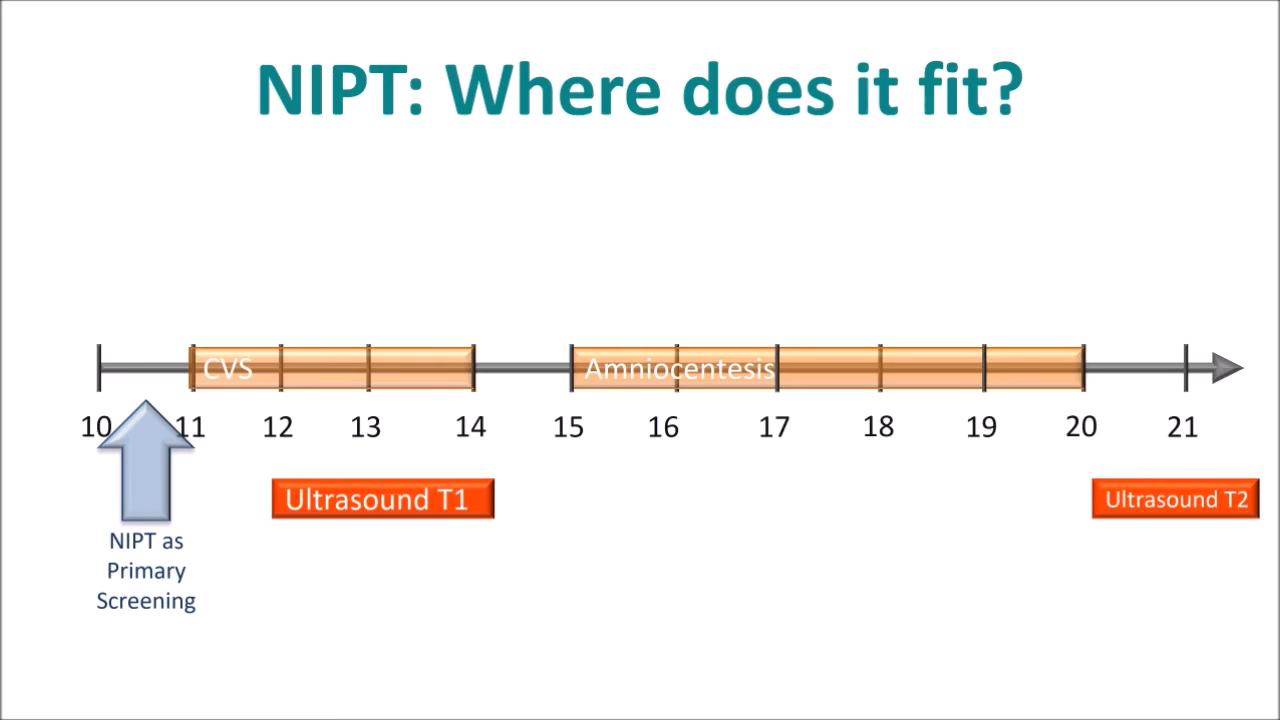 NIPT: Where does it fit?
CVS Amniocentesis
10 11 12 13 14 15 16 17 18 19 20 21
Ultrasound T1 Ultrasound T2
NIPT as
Primary
Screening